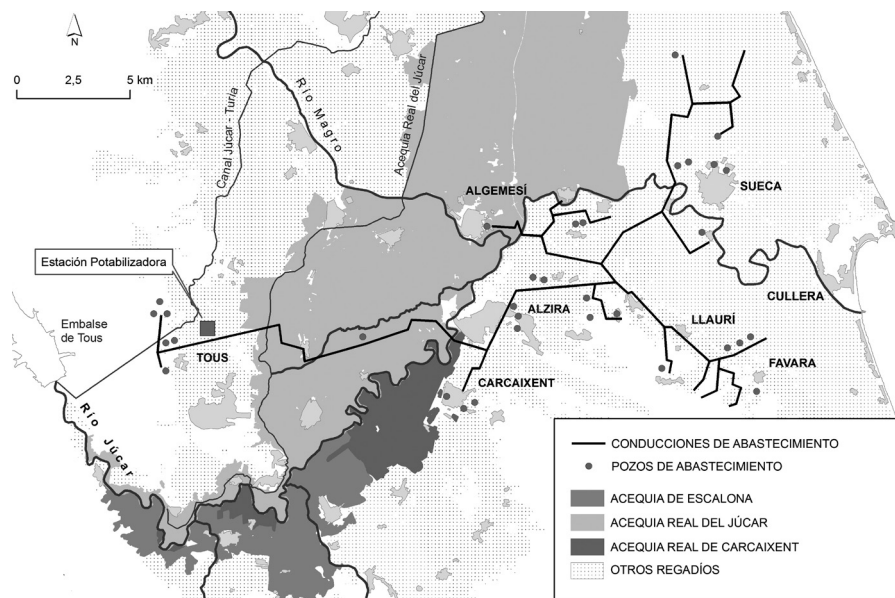 N
0 2,5 5 km
Canal Júcar - Turía
Río Magro
Acequia Real del Júcar
ALGEMESÍ
SUECA
Estación Potabilizadora
CULLERA
Embalse
de Tous
TOUS
ALZIRA
LLAURÍ
FAVARA
CARCAIXENT
Río Júcar
CONDUCCIONES DE ABASTECIMIENTO
POZOS DE ABASTECIMIENTO
ACEQUIA DE ESCALONA
ACEQUIA REAL DEL JÚCAR
ACEQUIA REAL DE CARCAIXENT
OTROS REGADÍOS